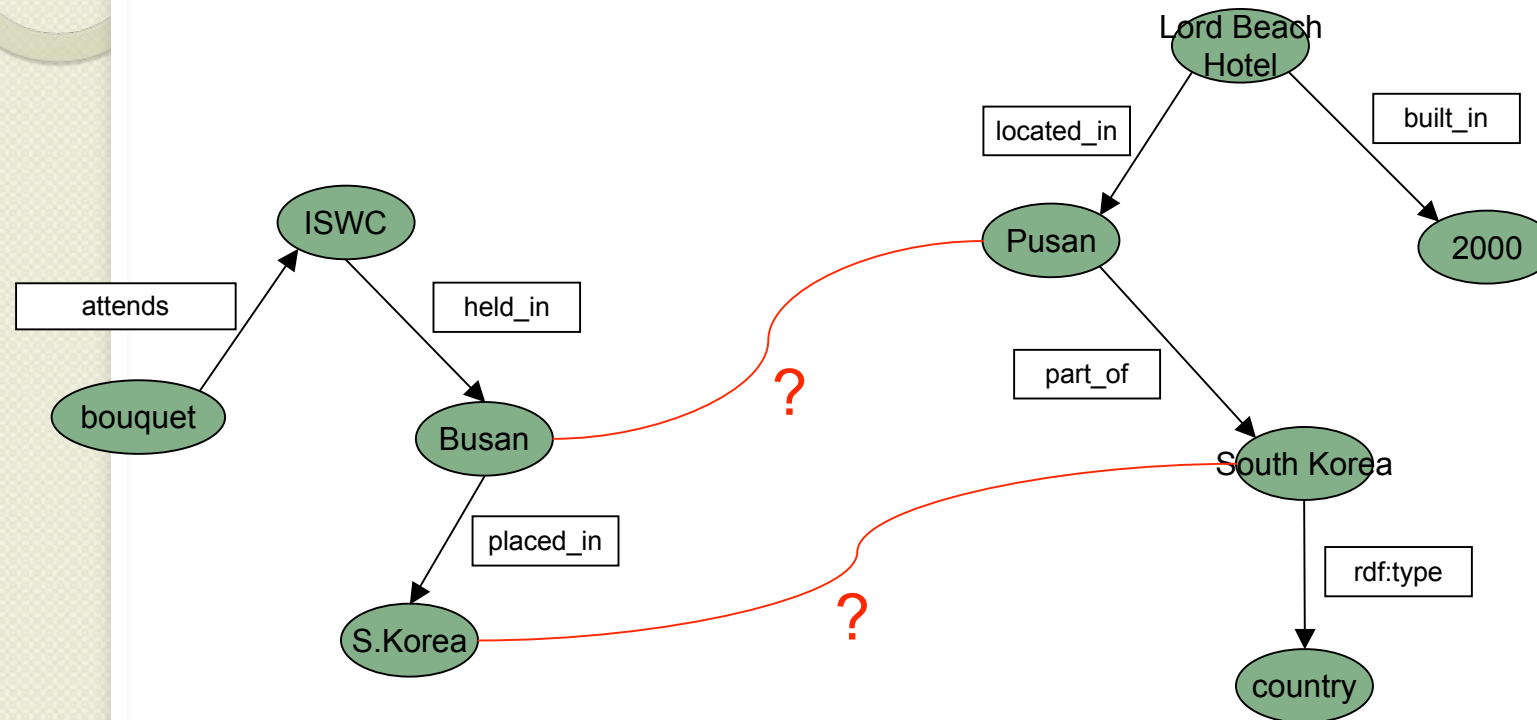 Lord Beach
Hotel
located_in
built_in
ISWC
Pusan
2000
attends
held_in
?
part_of
bouquet
Busan
South Korea
placed_in
rdf:type
?
S.Korea
country